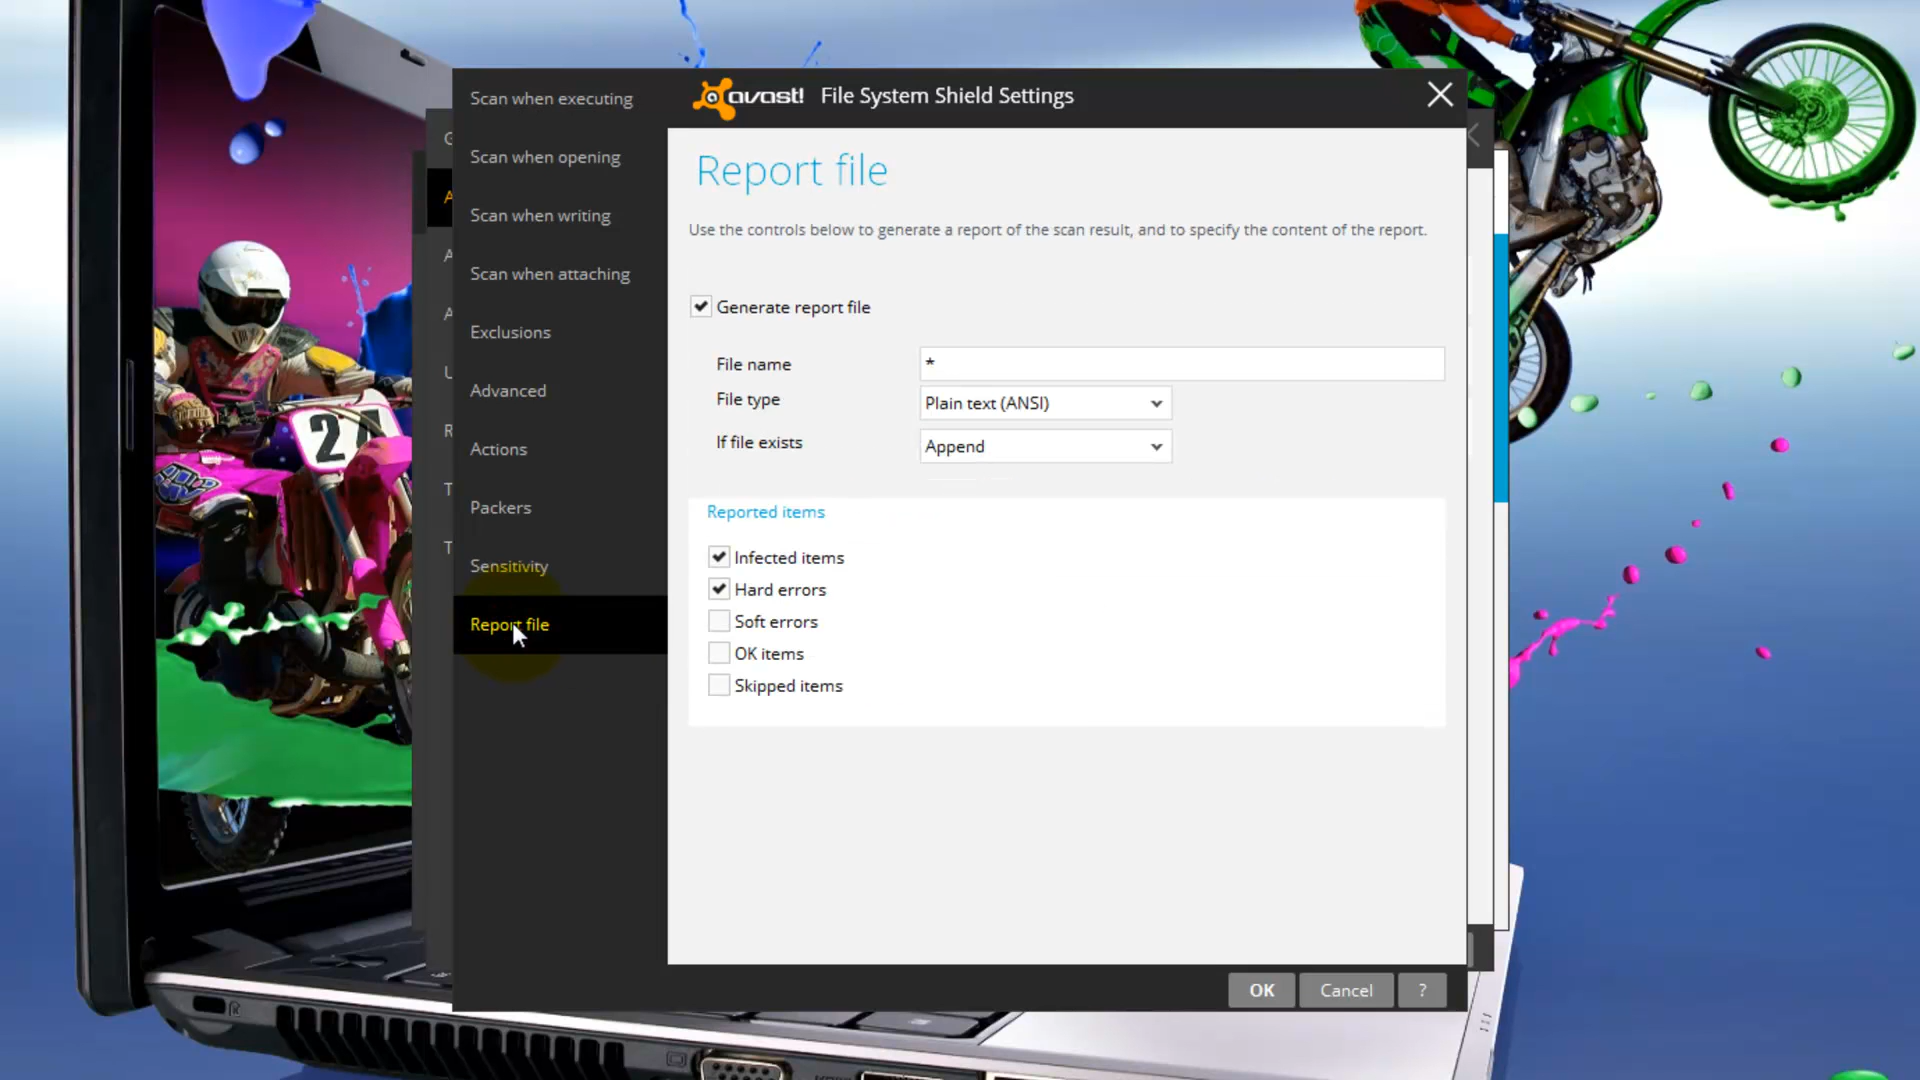 Scan when executing
Scan when opening
Scan when writing
Scan when attaching
Exclusions
Advanced
Actions
Packers
Sensitivity
Report file
avast! File System Shield Settings
Report file
Use the controls below to generate a report of the scan result, and to specify the content of the report.
Generate report file
File name *
File type Plain text (ANSI)
If file exists Append
Reported items
Infected items
Hard errors
Soft errors
OK items
Skipped items
OK Cancel ?